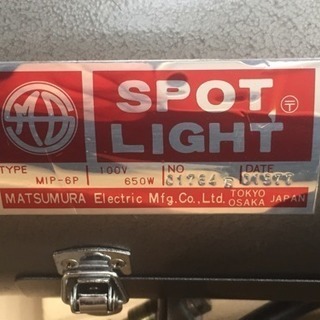 SPOT
LIGHT 〒
TYPE 100V NO DATE
MIP-6P 650W
MATSUMURA Electric Mfg.Co.,Ltd. TOKYO OSAKA JAPAN